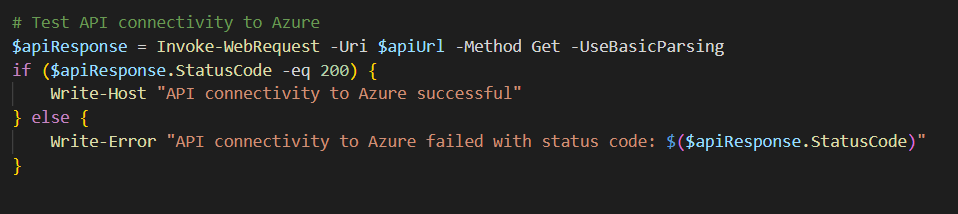 # Test API connectivity to Azure
$apiResponse = Invoke-WebRequest -Uri $apiUrl -Method Get -UseBasicParsing
if ($apiResponse.StatusCode -eq 200) {
    Write-Host "API connectivity to Azure successful"
} else {
    Write-Error "API connectivity to Azure failed with status code: $($apiResponse.StatusCode)"
}